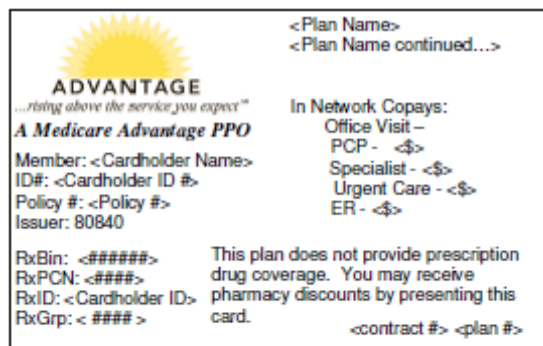 ADVANTAGE
...rising above the service you expect℠
A Medicare Advantage PPO
Member: <Cardholder Name>
ID#: <Cardholder ID #>
Policy #: <Policy #>
Issuer: 80840
RxBin: <######>
RxPCN: <####>
RxID: <Cardholder ID>
RxGrp: < #### >
<Plan Name>
<Plan Name continued...>
In Network Copays:
Office Visit –
PCP - <$>
Specialist - <$>
Urgent Care - <$>
ER - <$>
This plan does not provide prescription
drug coverage. You may receive
pharmacy discounts by presenting this
card.
<contract #> <plan #>